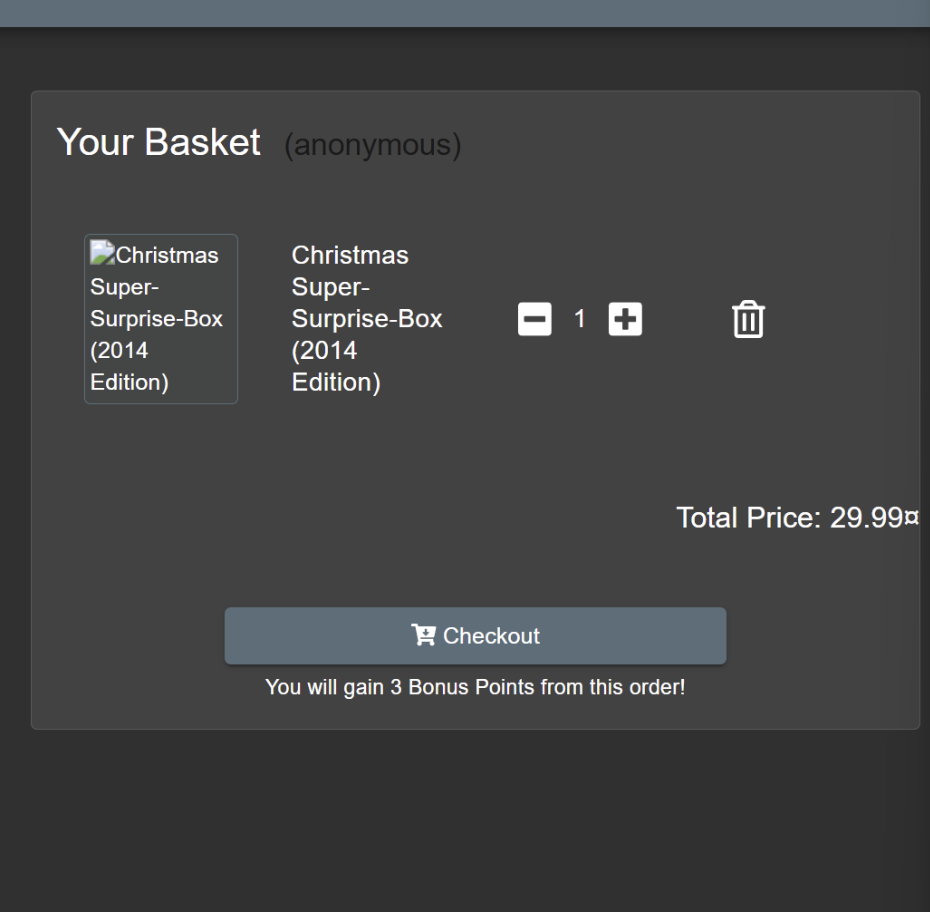 Your Basket (anonymous)
Christmas
Super-
Surprise-Box
(2014
Edition)
Christmas
Super-
Surprise-Box
(2014
Edition)
1
Total Price: 29.99¤
Checkout
You will gain 3 Bonus Points from this order!